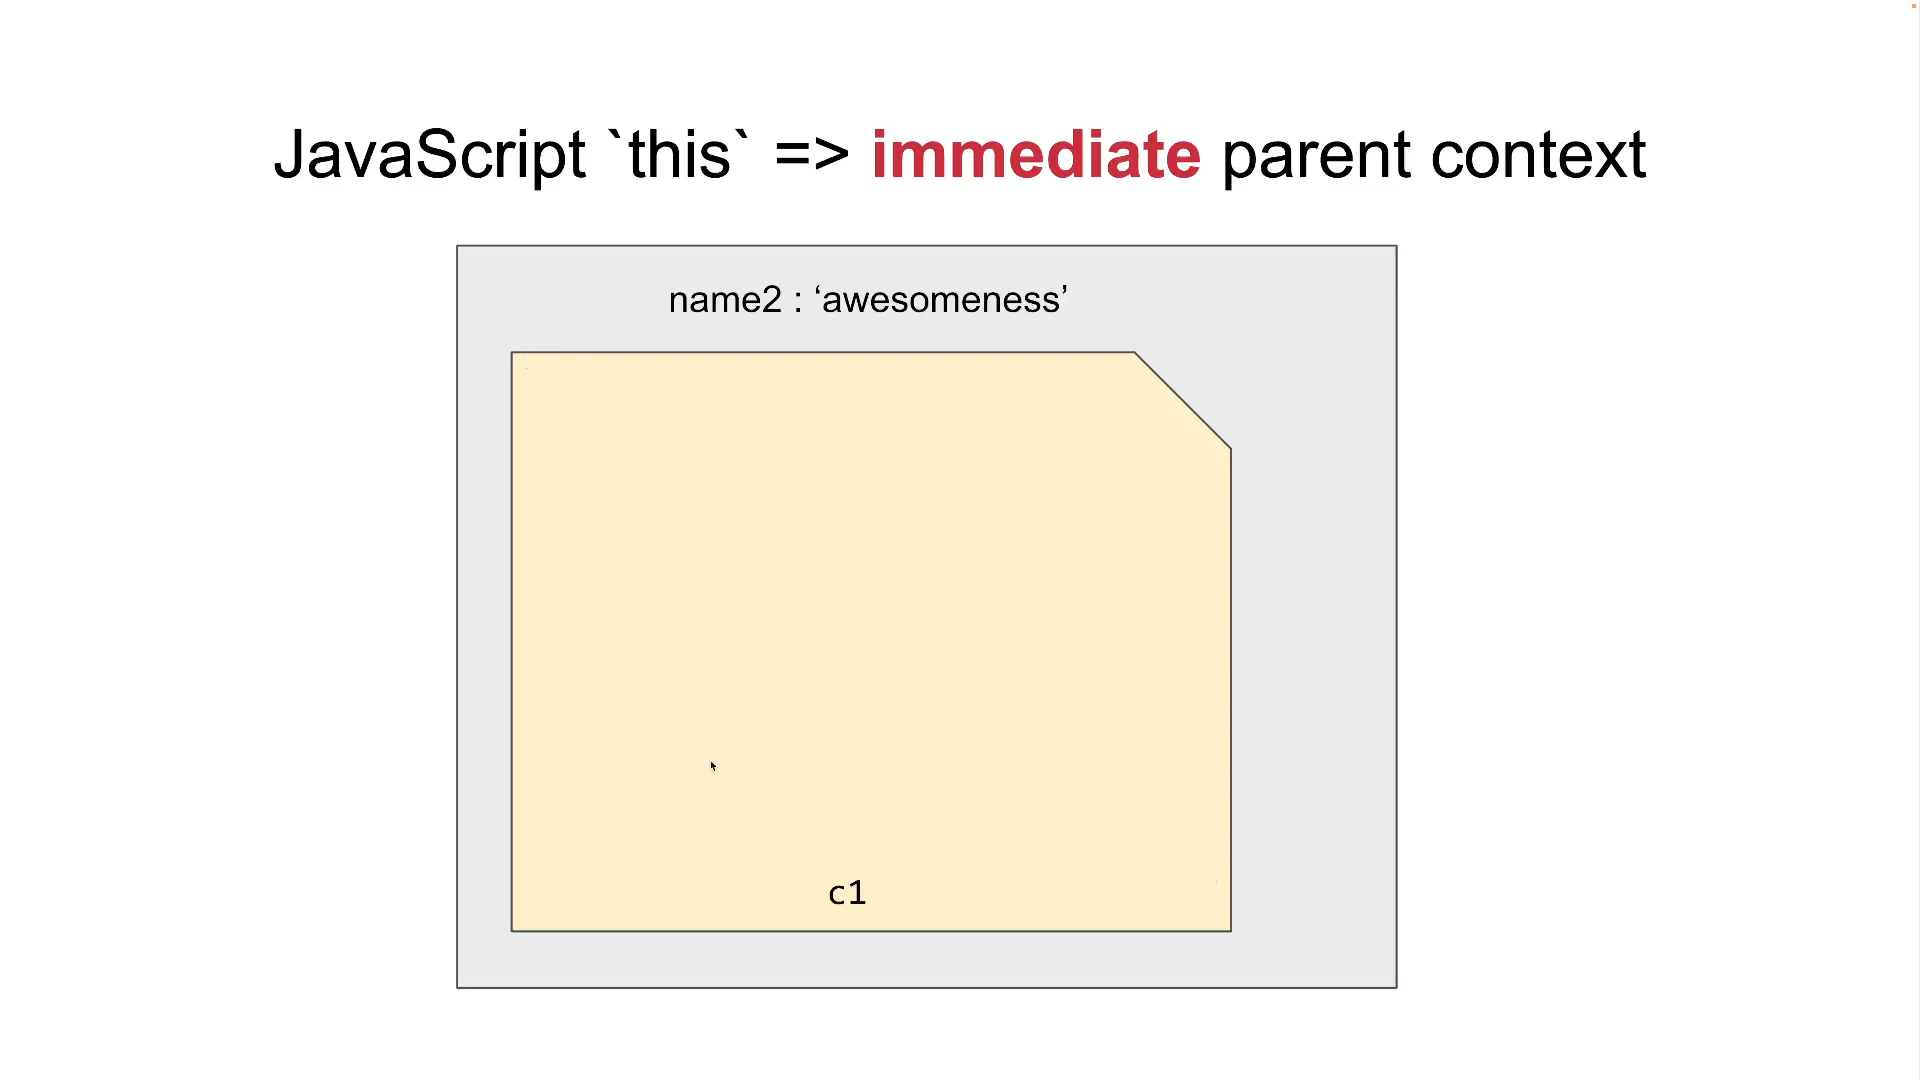 JavaScript `this` => immediate parent context
name2 : ‘awesomeness’
c1